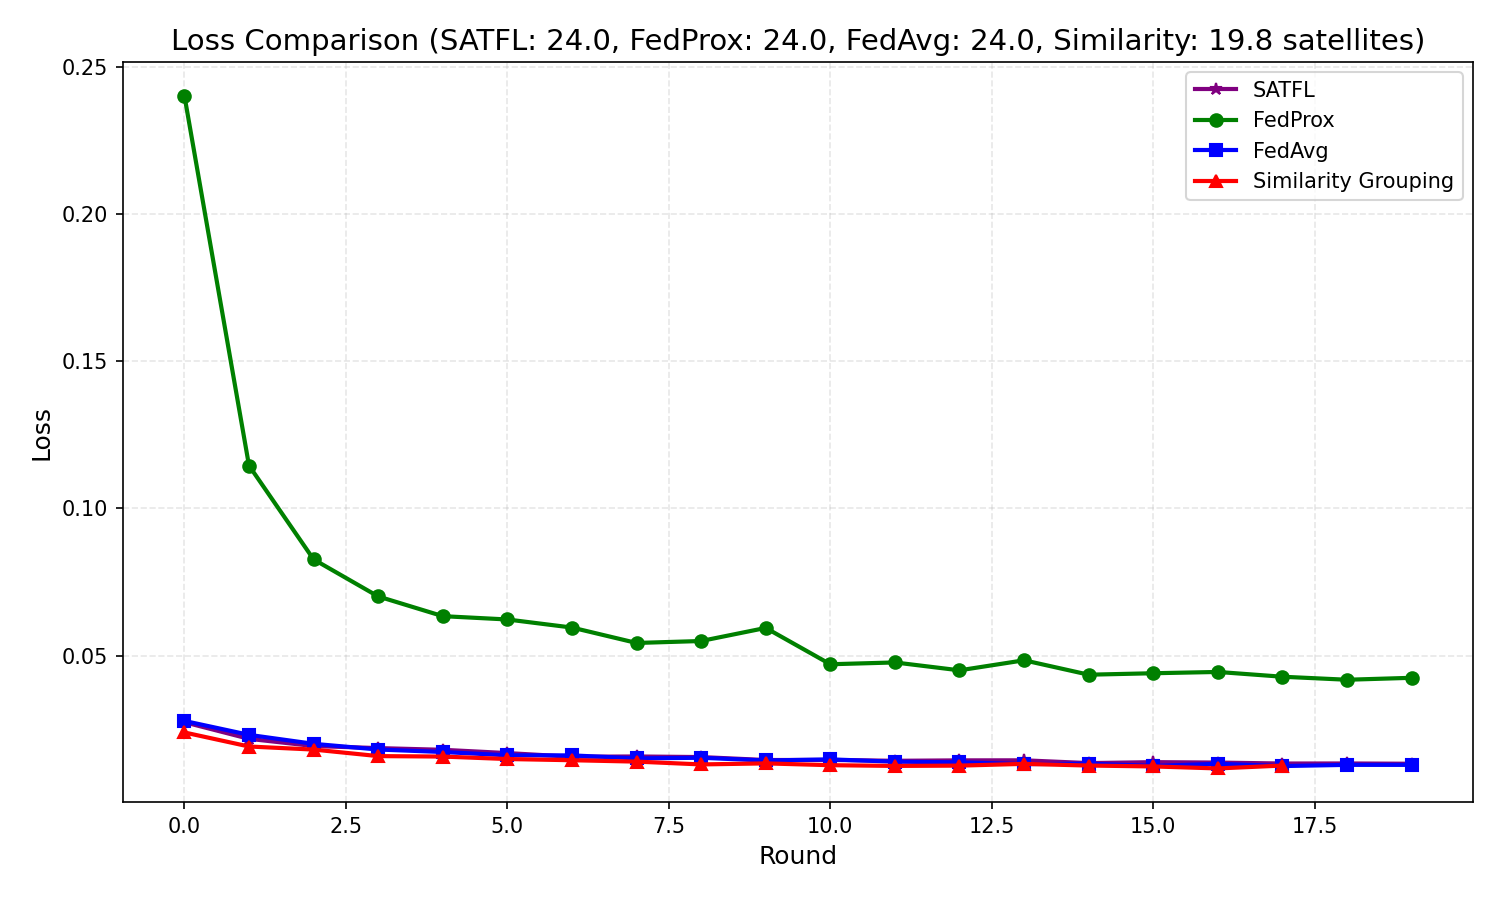 Loss Comparison (SATFL: 24.0, FedProx: 24.0, FedAvg: 24.0, Similarity: 19.8 satellites)
SATFL
FedProx
FedAvg
Similarity Grouping
Loss
0.25
0.20
0.15
0.10
0.05
0.0 2.5 5.0 7.5 10.0 12.5 15.0 17.5
Round